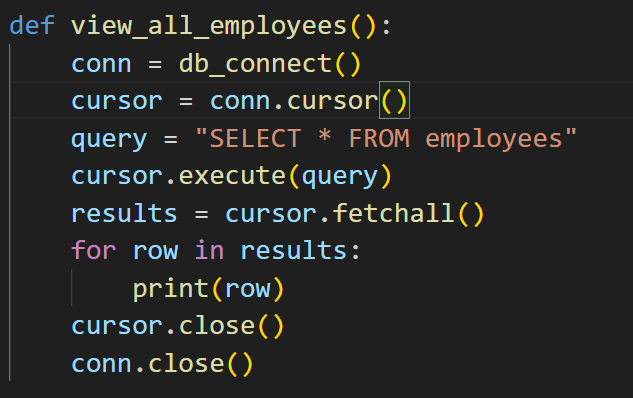 def view_all_employees():
    conn = db_connect()
    cursor = conn.cursor()
    query = "SELECT * FROM employees"
    cursor.execute(query)
    results = cursor.fetchall()
    for row in results:
        print(row)
    cursor.close()
    conn.close()